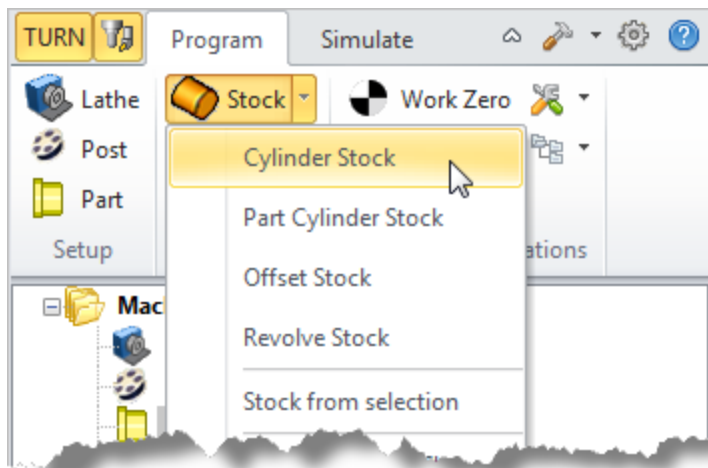 TURN Program Simulate
Lathe Stock Work Zero
Post
Part
Setup ations
Cylinder Stock
Part Cylinder Stock
Offset Stock
Revolve Stock
Stock from selection
Mac